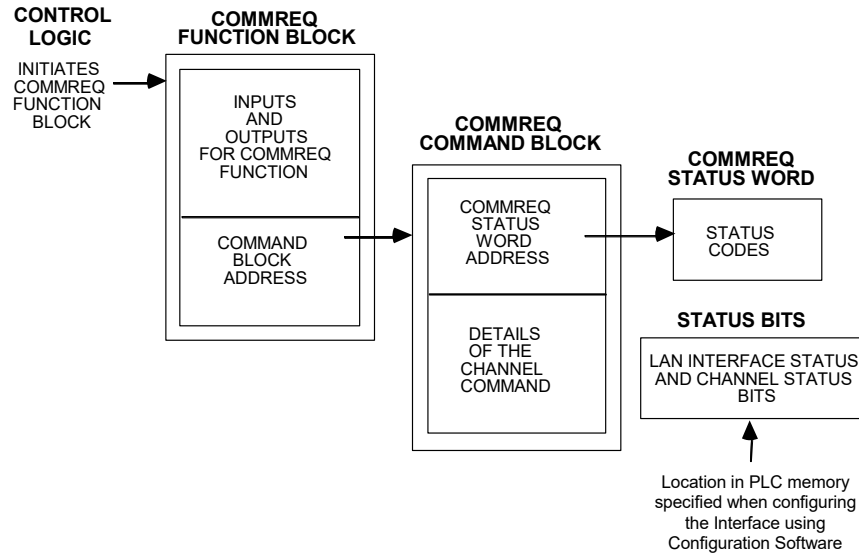 CONTROL
LOGIC
INITIATES
COMMREQ
FUNCTION
BLOCK
COMMREQ
FUNCTION BLOCK
INPUTS
AND
OUTPUTS
FOR COMMREQ
FUNCTION
COMMAND
BLOCK
ADDRESS
COMMREQ
COMMAND BLOCK
COMMREQ
STATUS
WORD
ADDRESS
DETAILS
OF THE
CHANNEL
COMMAND
COMMREQ
STATUS WORD
STATUS
CODES
STATUS BITS
LAN INTERFACE STATUS
AND CHANNEL STATUS
BITS
Location in PLC memory
specified when configuring
the Interface using
Configuration Software